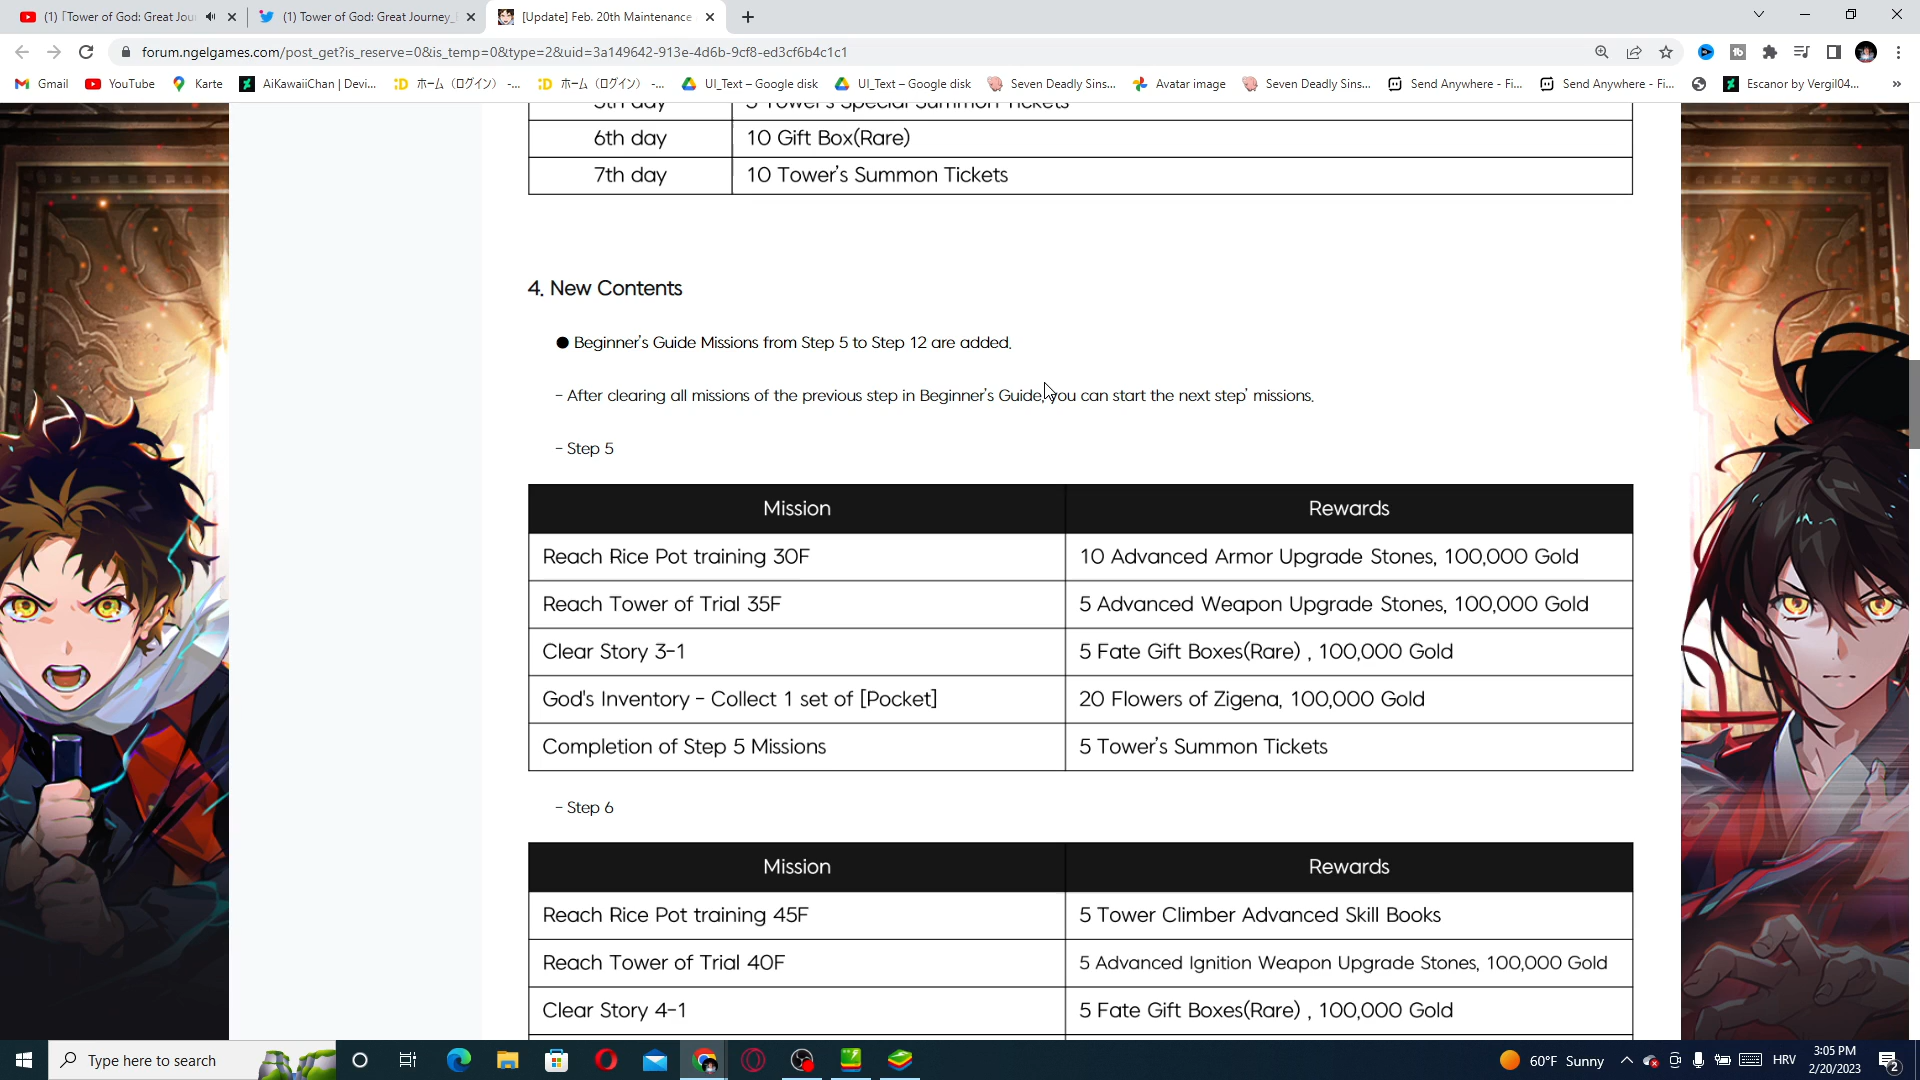 (1) 「Tower of God: Great Jour
(1) Tower of God: Great Journey_
[Update] Feb. 20th Maintenance
forum.ngelgames.com/post_get?is_reserve=0&is_temp=0&type=2&uid=3a149642-913e-4d6b-9cf8-ed3cf6b4c1c1
Gmail
YouTube
Karte
AiKawaiiChan | Devi...
ホーム（ログイン） -...
ホーム（ログイン） -...
UI_Text – Google disk
UI_Text – Google disk
Seven Deadly Sins...
Avatar image
Seven Deadly Sins...
Send Anywhere - Fi...
Send Anywhere - Fi...
Escanor by Vergil04...
»
5th day 5 Tower's Special Summon Tickets
6th day 10 Gift Box(Rare)
7th day 10 Tower's Summon Tickets
4. New Contents
● Beginner's Guide Missions from Step 5 to Step 12 are added.
- After clearing all missions of the previous step in Beginner's Guide, you can start the next step' missions.
- Step 5
Mission Rewards
Reach Rice Pot training 30F 10 Advanced Armor Upgrade Stones, 100,000 Gold
Reach Tower of Trial 35F 5 Advanced Weapon Upgrade Stones, 100,000 Gold
Clear Story 3-1 5 Fate Gift Boxes(Rare) , 100,000 Gold
God's Inventory - Collect 1 set of [Pocket] 20 Flowers of Zigena, 100,000 Gold
Completion of Step 5 Missions 5 Tower's Summon Tickets
- Step 6
Mission Rewards
Reach Rice Pot training 45F 5 Tower Climber Advanced Skill Books
Reach Tower of Trial 40F 5 Advanced Ignition Weapon Upgrade Stones, 100,000 Gold
Clear Story 4-1 5 Fate Gift Boxes(Rare) , 100,000 Gold
Type here to search
60°F Sunny
HRV
3:05 PM
2/20/2023
2